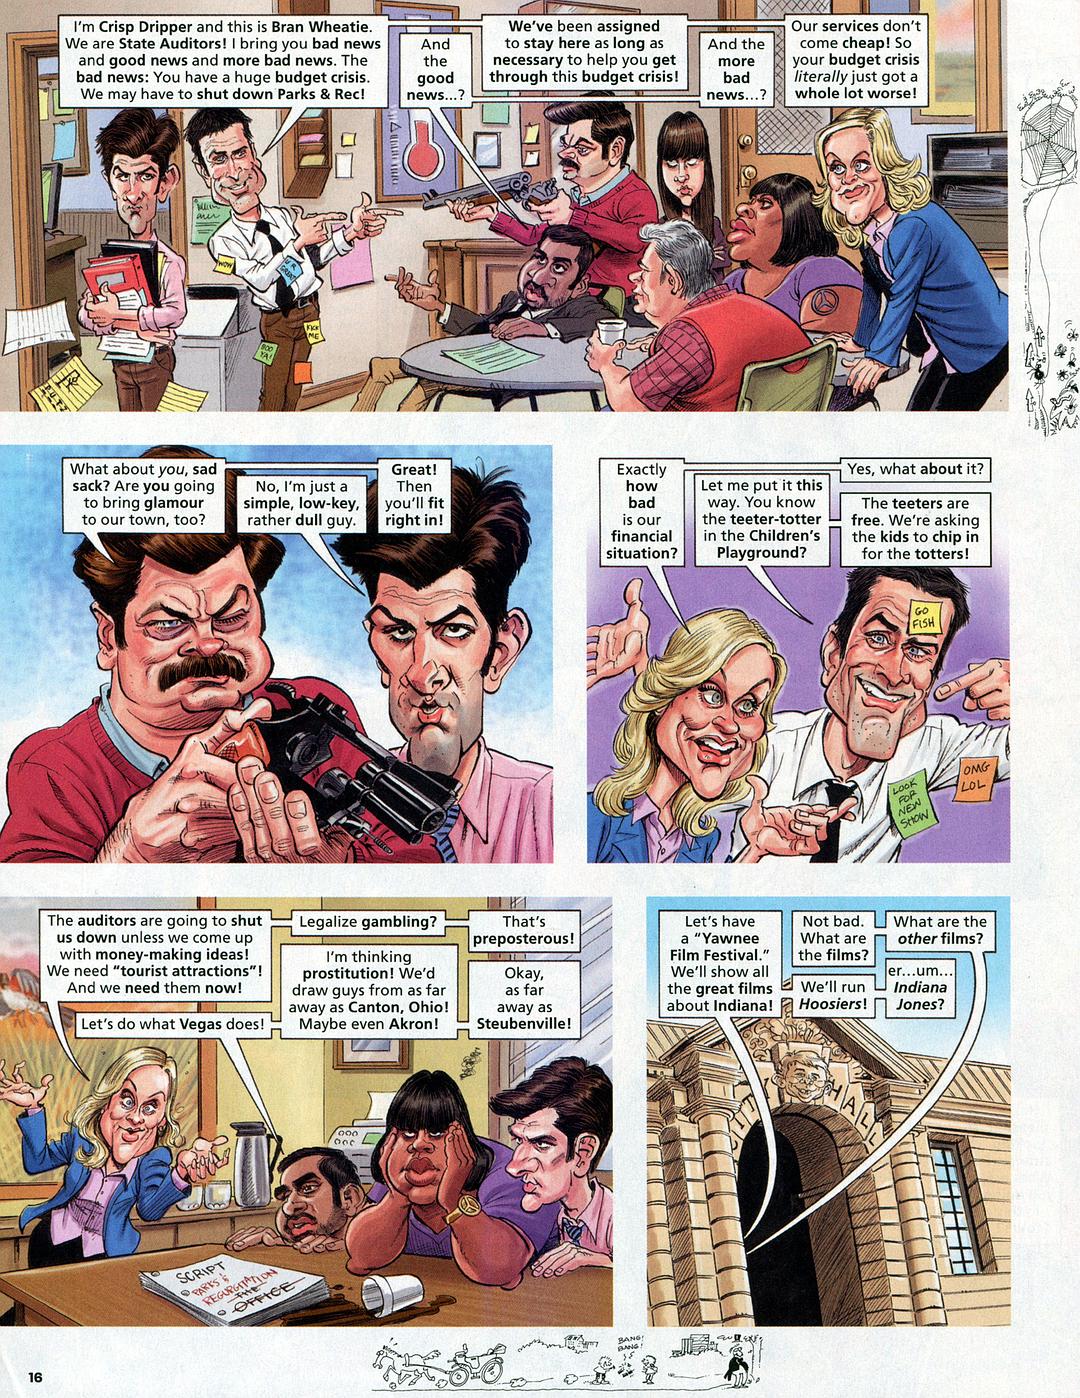 I'm Crisp Dripper and this is Bran Wheatie.
We are State Auditors! I bring you bad news
and good news and more bad news. The
bad news: You have a huge budget crisis.
We may have to shut down Parks & Rec!
And
the
good
news...?
We've been assigned
to stay here as long as
necessary to help you get
through this budget crisis!
And the
more
bad
news...?
Our services don't
come cheap! So
your budget crisis
literally just got a
whole lot worse!
WOW
KICK
ME
BOO
YA!
What about you, sad
sack? Are you going
to bring glamour
to our town, too?
No, I'm just a
simple, low-key,
rather dull guy.
Great!
Then
you'll fit
right in!
Exactly
how
bad
is our
financial
situation?
Let me put it this
way. You know
the teeter-totter
in the Children's
Playground?
Yes, what about it?
The teeters are
free. We're asking
the kids to chip in
for the totters!
GO
FISH
LOOK
FOR
NEW
SHOW
OMG
LOL
The auditors are going to shut
us down unless we come up
with money-making ideas!
We need "tourist attractions"!
And we need them now!
Let's do what Vegas does!
Legalize gambling?
I'm thinking
prostitution! We'd
draw guys from as far
away as Canton, Ohio!
Maybe even Akron!
That's
preposterous!
Okay,
as far
away as
Steubenville!
SCRIPT
PARKS &
REGURGITATION
THE
OFFICE
Let's have
a "Yawnee
Film Festival."
We'll show all
the great films
about Indiana!
Not bad.
What are
the films?
We'll run
Hoosiers!
What are the
other films?
er...um...
Indiana
Jones?
HALL
BANG!
BANG!
16